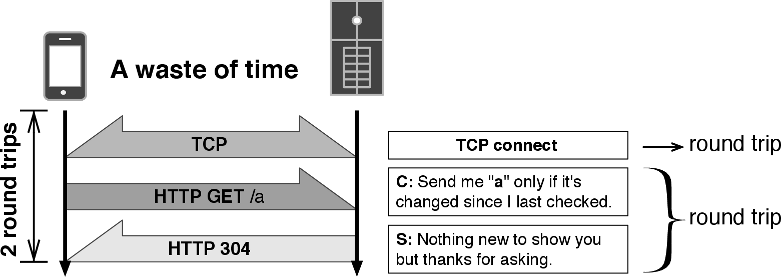 A waste of time
2 round trips
TCP
HTTP GET /a
HTTP 304
TCP connect
round trip
C: Send me "a" only if it's
changed since I last checked.
S: Nothing new to show you
but thanks for asking.
round trip